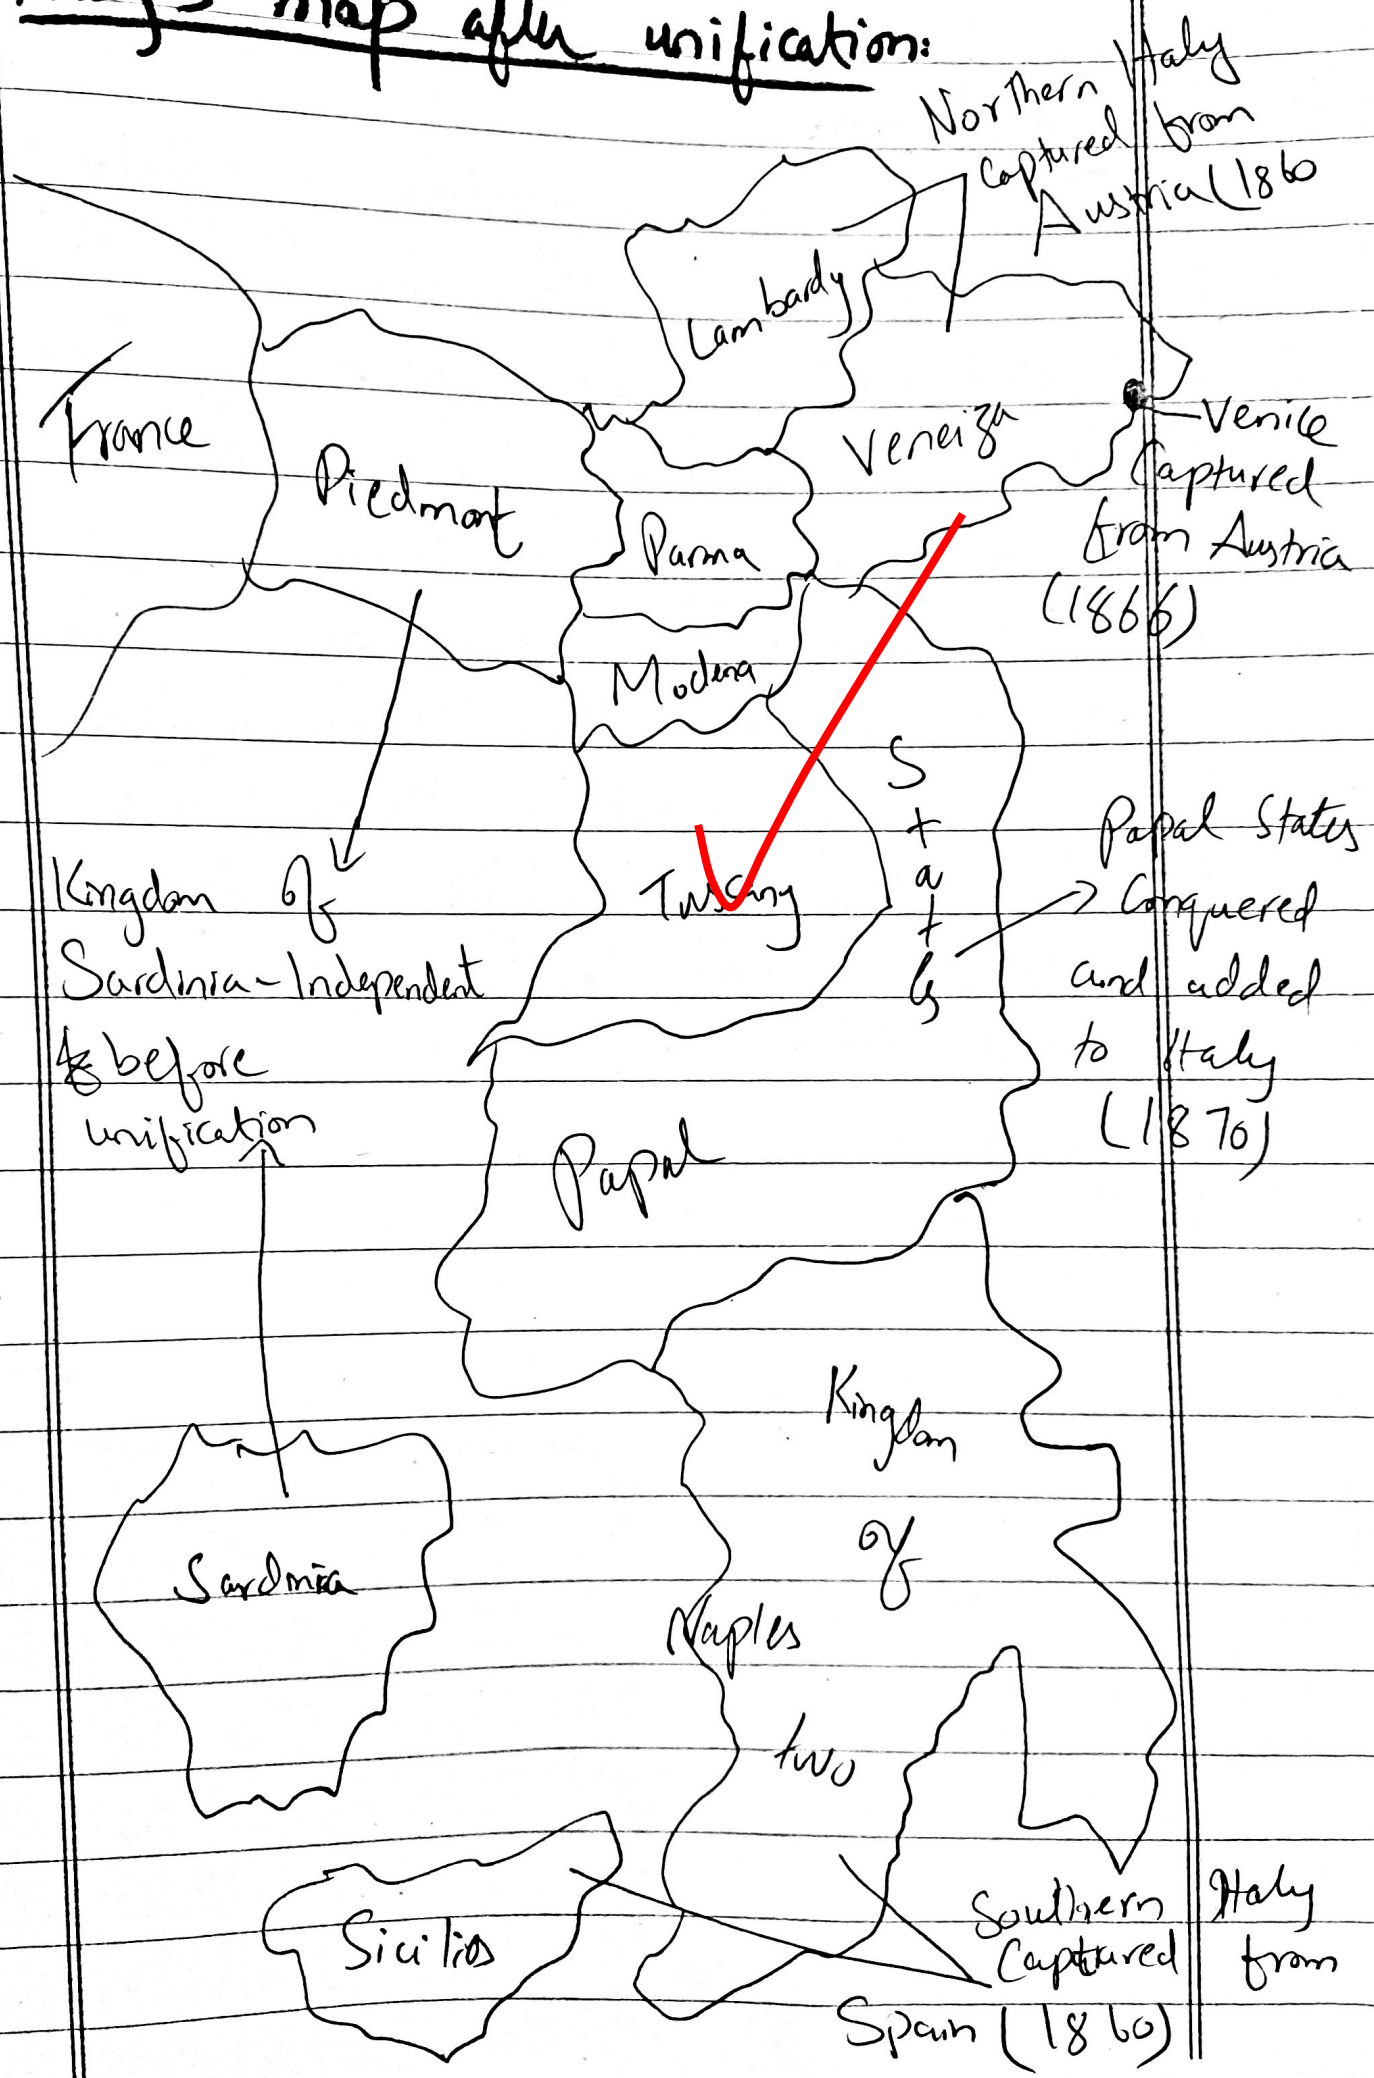 map after unification:
Northern Italy
captured from
Austria (1860
Lambardy
France
Piedmont
Veneiza
Venice
Captured
from Austria
(1866)
Parma
Modena
States
Tuscany
Papal States
Conquered
and added
to Italy
(1870)
Kingdom of
Sardinia-Independent
before
unification
Papal
Kingdom
of
Sardinia
Naples
two
Sicilies
Southern Italy
Captured from
Spain (1860)